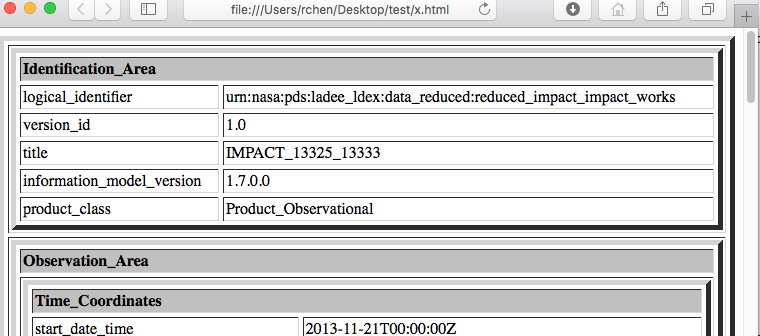 file:///Users/rchen/Desktop/test/x.html
Identification_Area
logical_identifier urn:nasa:pds:ladee_ldex:data_reduced:reduced_impact_impact_works
version_id 1.0
title IMPACT_13325_13333
information_model_version 1.7.0.0
product_class Product_Observational
Observation_Area
Time_Coordinates
start_date_time 2013-11-21T00:00:00Z